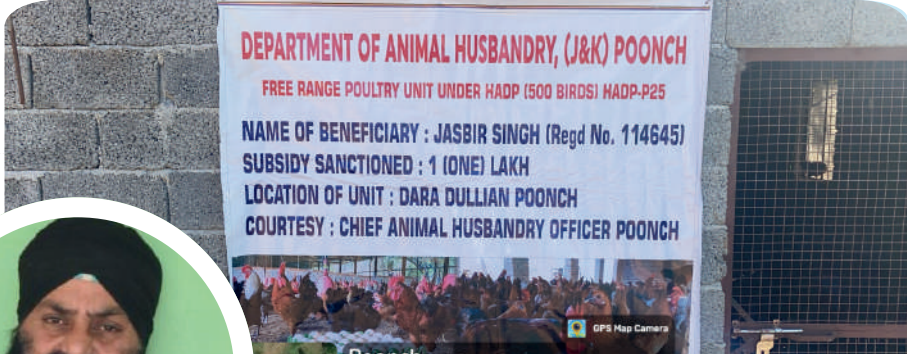 DEPARTMENT OF ANIMAL HUSBANDRY, (J&K) POONCH
FREE RANGE POULTRY UNIT UNDER HADP (500 BIRDS) HADP-P25
NAME OF BENEFICIARY : JASBIR SINGH (Regd No. 114645)
SUBSIDY SANCTIONED : 1 (ONE) LAKH
LOCATION OF UNIT : DARA DULLIAN POONCH
COURTESY : CHIEF ANIMAL HUSBANDRY OFFICER POONCH
GPS Map Camera
Poonch